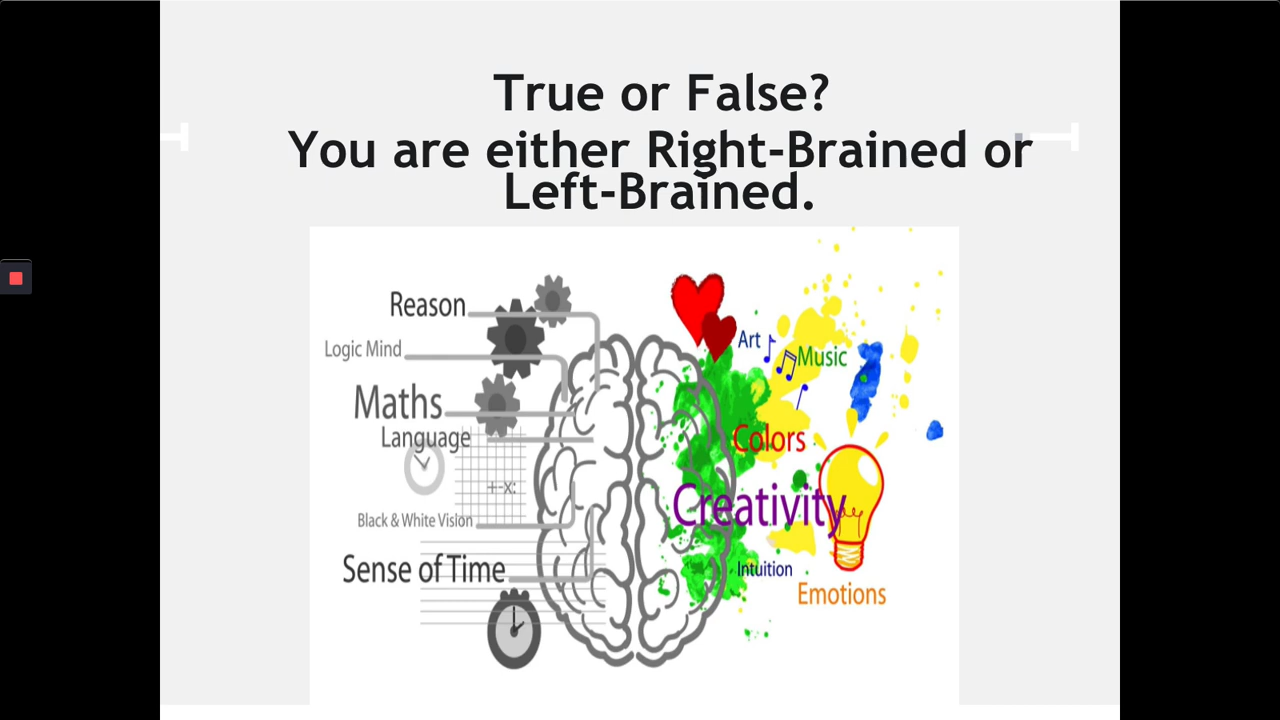 True or False?
You are either Right-Brained or
Left-Brained.
Reason
Logic Mind
Maths
Language
+-x:
Black & White Vision
Sense of Time
Art
Music
Colors
Creativity
Intuition
Emotions